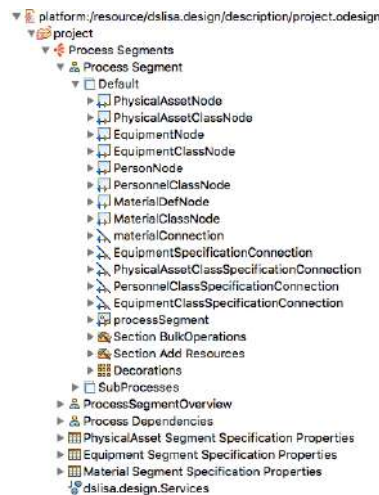 platform:/resource/dslisa.design/description/project.odesign
project
Process Segments
Process Segment
Default
PhysicalAssetNode
PhysicalAssetClassNode
EquipmentNode
EquipmentClassNode
PersonNode
PersonnelClassNode
MaterialDefNode
MaterialClassNode
materialConnection
EquipmentSpecificationConnection
PhysicalAssetClassSpecificationConnection
PersonnelClassSpecificationConnection
EquipmentClassSpecificationConnection
processSegment
Section BulkOperations
Section Add Resources
Decorations
SubProcesses
ProcessSegmentOverview
Process Dependencies
PhysicalAsset Segment Specification Properties
Equipment Segment Specification Properties
Material Segment Specification Properties
dslisa.design.Services